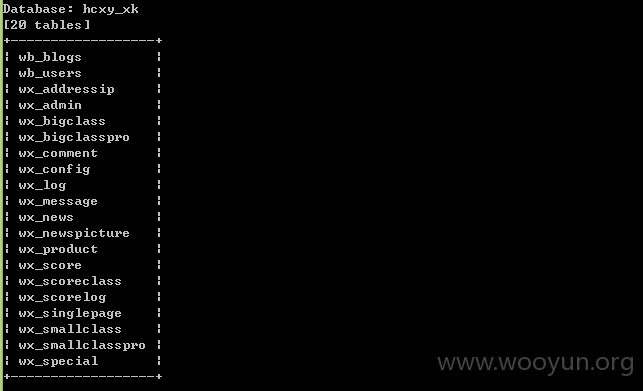 Database: hcxy_xk
[20 tables]
+------------------+
¦ wb_blogs ¦
¦ wb_users ¦
¦ wx_addressip ¦
¦ wx_admin ¦
¦ wx_bigclass ¦
¦ wx_bigclasspro ¦
¦ wx_comment ¦
¦ wx_config ¦
¦ wx_log ¦
¦ wx_message ¦
¦ wx_news ¦
¦ wx_newspicture ¦
¦ wx_product ¦
¦ wx_score ¦
¦ wx_scoreclass ¦
¦ wx_scorelog ¦
¦ wx_singlepage ¦
¦ wx_smallclass ¦
¦ wx_smallclasspro ¦
¦ wx_special ¦
+------------------+
www.wooyun.org